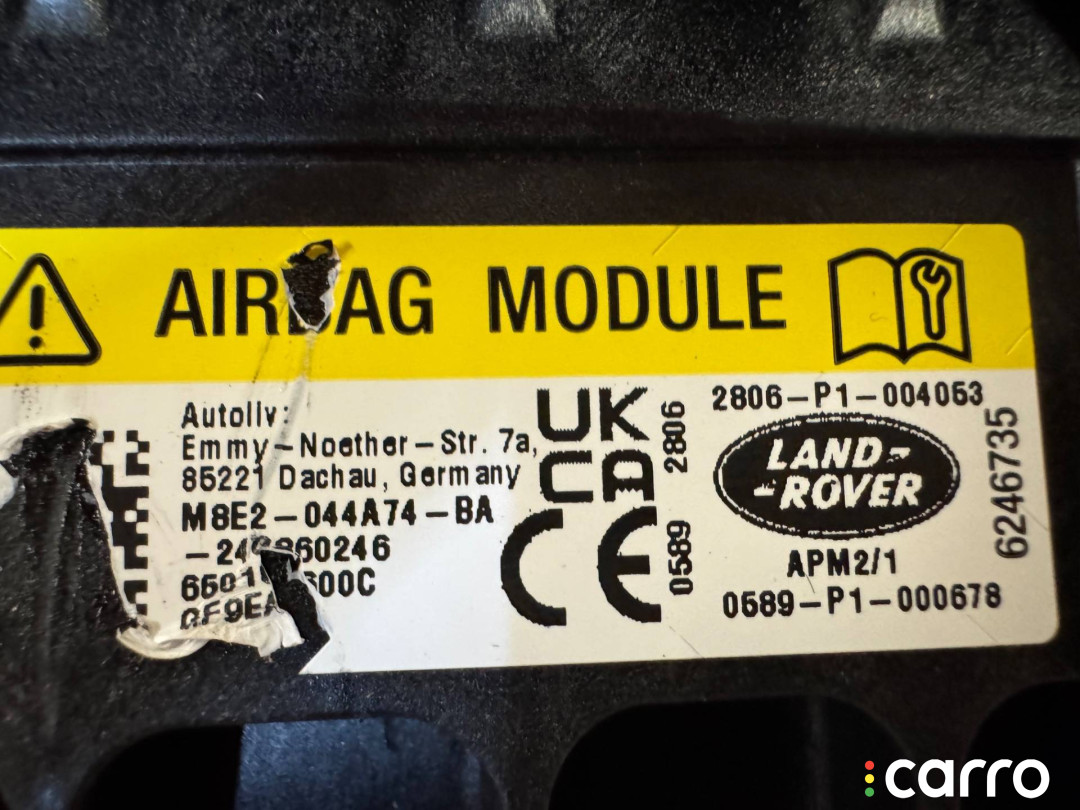 AIRBAG MODULE
Autoliv:
Emmy-Noether-Str. 7a,
85221 Dachau, Germany
M8E2-044A74-BA
UK
CA
2806
CE
0589
2806-P1-004053
LAND-
-ROVER
APM2/1
0589-P1-000678
6246735
carro